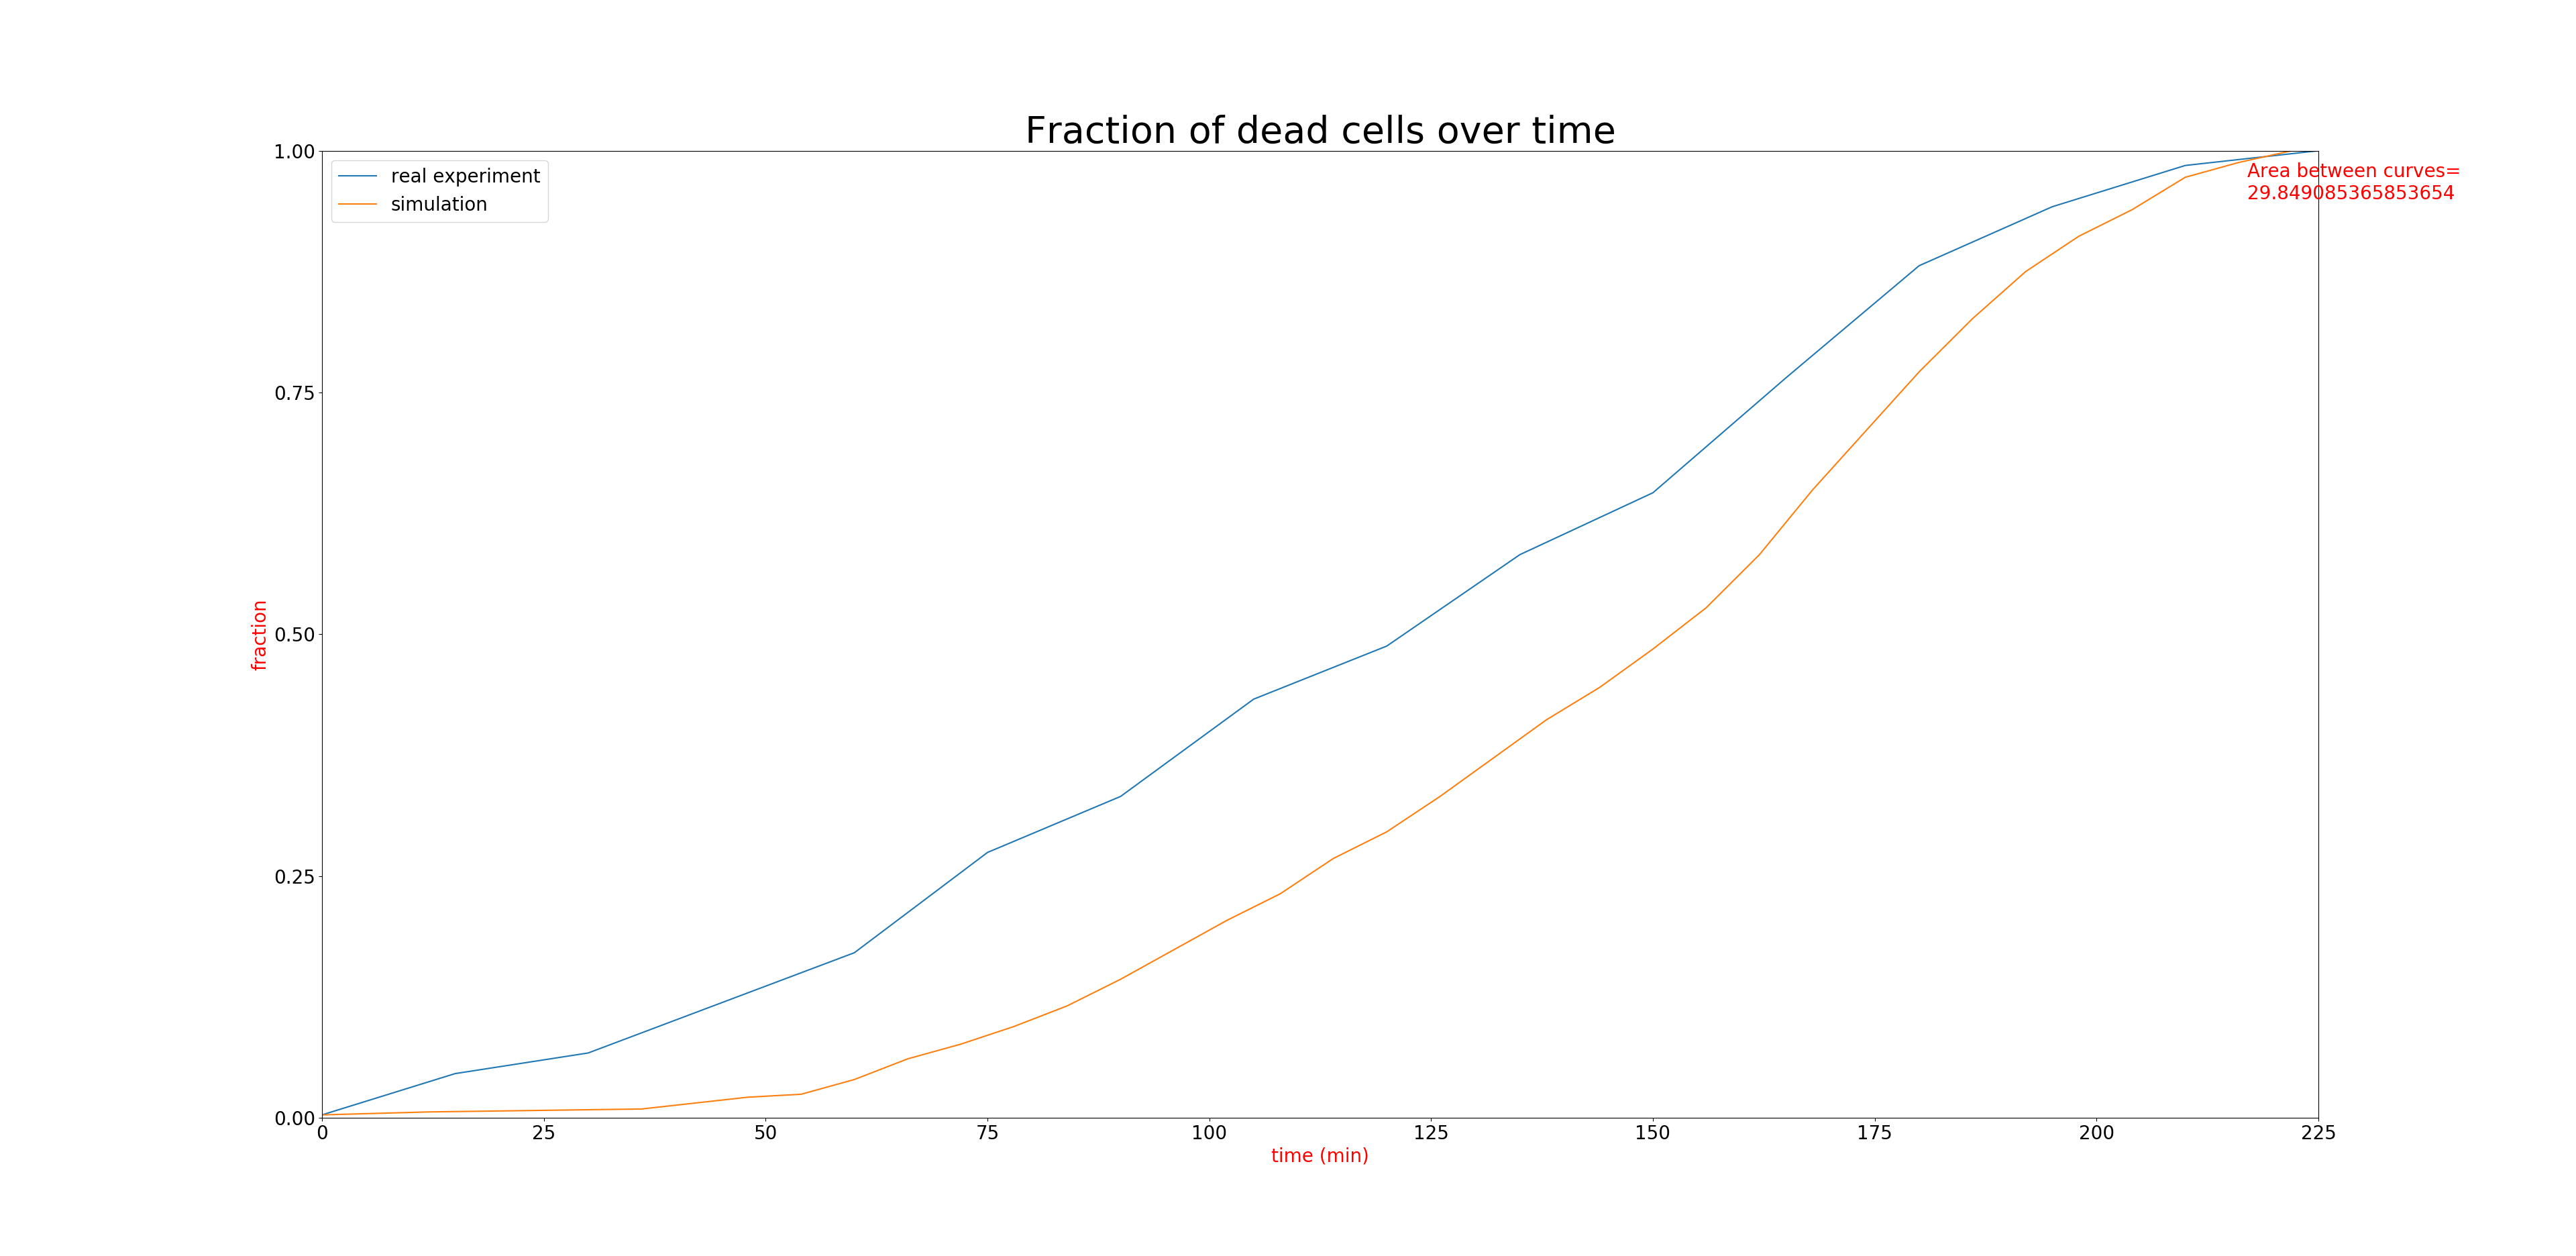 Fraction of dead cells over time
1.00
0.75
0.50
0.25
0.00
real experiment
simulation
Area between curves=
29.849085365853654
fraction
0 25 50 75 100 125 150 175 200 225
time (min)